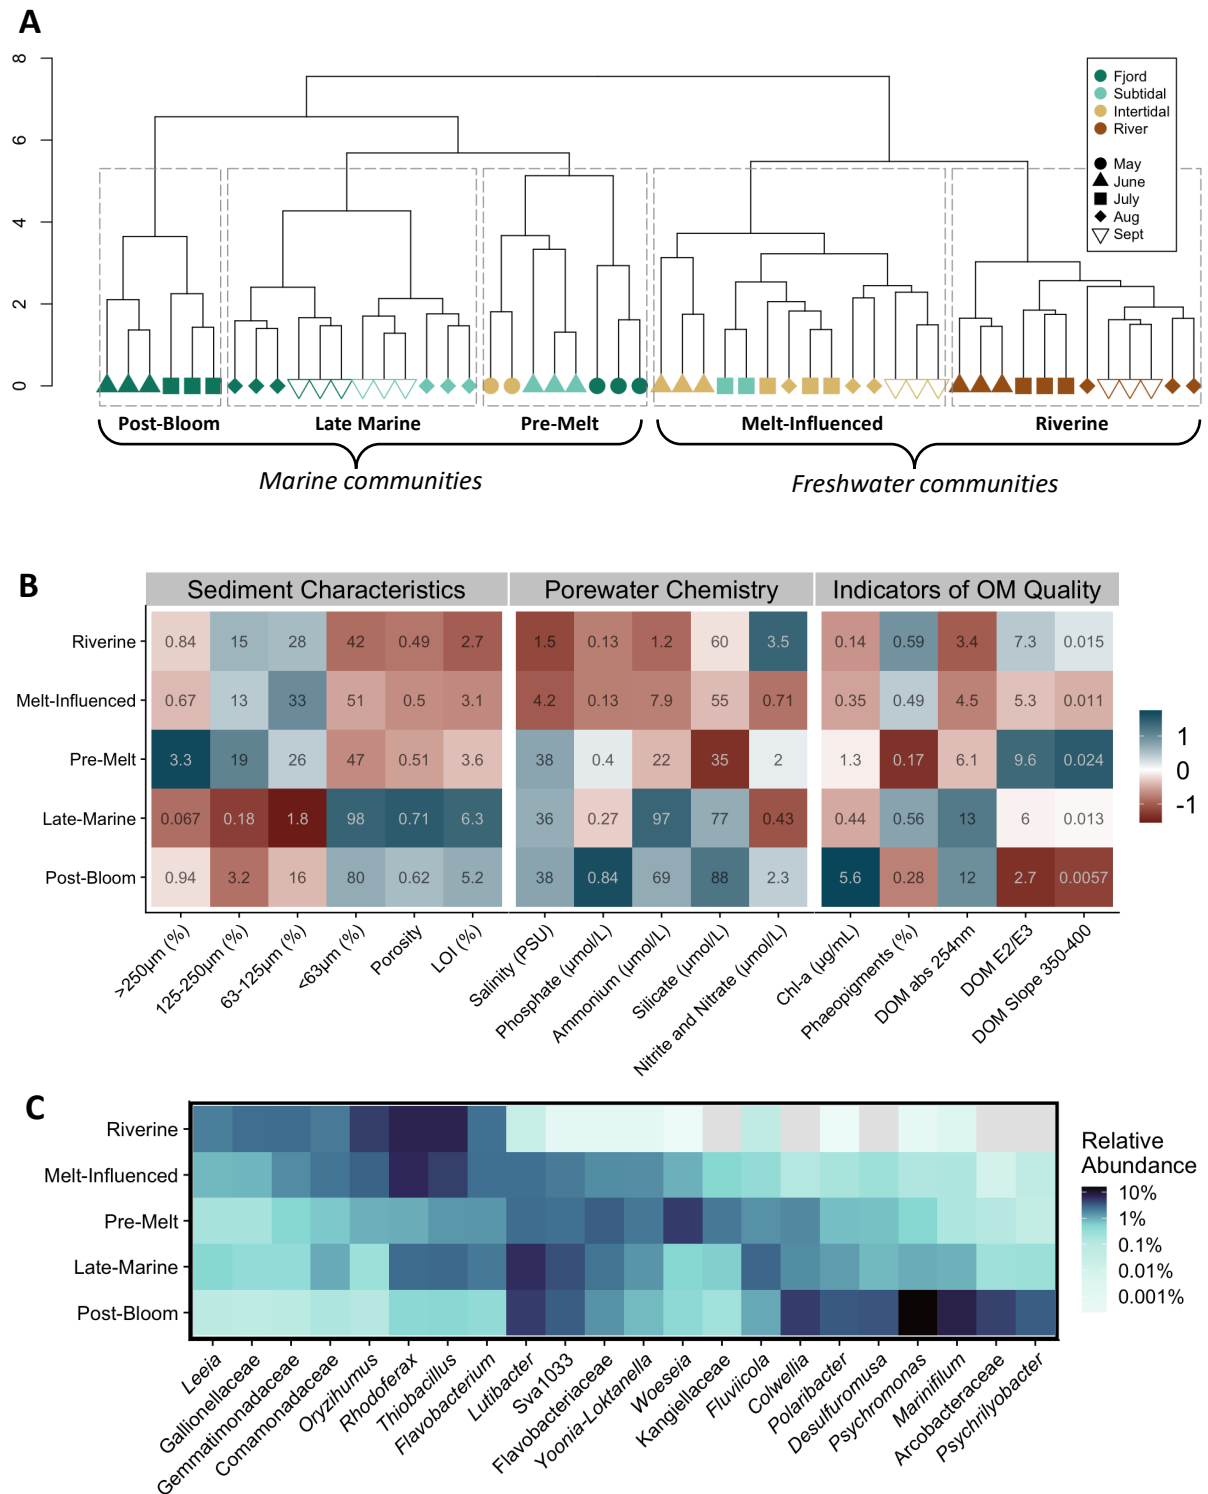 A
8
6
4
2
0
Fjord
Subtidal
Intertidal
River
May
June
July
Aug
Sept
Post-Bloom Late Marine Pre-Melt Melt-Influenced Riverine
Marine communities Freshwater communities
B
Sediment Characteristics Porewater Chemistry Indicators of OM Quality
Riverine 0.84 15 28 42 0.49 2.7 1.5 0.13 1.2 60 3.5 0.14 0.59 3.4 7.3 0.015
Melt-Influenced 0.67 13 33 51 0.5 3.1 4.2 0.13 7.9 55 0.71 0.35 0.49 4.5 5.3 0.011
Pre-Melt 3.3 19 26 47 0.51 3.6 38 0.4 22 35 2 1.3 0.17 6.1 9.6 0.024
Late-Marine 0.067 0.18 1.8 98 0.71 6.3 36 0.27 97 77 0.43 0.44 0.56 13 6 0.013
Post-Bloom 0.94 3.2 16 80 0.62 5.2 38 0.84 69 88 2.3 5.6 0.28 12 2.7 0.0057
1
0
-1
>250µm (%)
125-250µm (%)
63-125µm (%)
<63µm (%)
Porosity
LOI (%)
Salinity (PSU)
Phosphate (µmol/L)
Ammonium (µmol/L)
Silicate (µmol/L)
Nitrite and Nitrate (µmol/L)
Chl-a (µg/mL)
Phaeopigments (%)
DOM abs 254nm
DOM E2/E3
DOM Slope 350-400
C
Riverine
Melt-Influenced
Pre-Melt
Late-Marine
Post-Bloom
Relative
Abundance
10%
1%
0.1%
0.01%
0.001%
Leeia
Gallionellaceae
Gemmatimonadaceae
Comamonadaceae
Oryzihumus
Rhodoferax
Thiobacillus
Flavobacterium
Lutibacter
Sva1033
Flavobacteriaceae
Yoonia-Loktanella
Woeseia
Kangiellaceae
Fluviicola
Colwellia
Polaribacter
Desulfuromusa
Psychromonas
Marinifilum
Arcobacteraceae
Psychrilyobacter